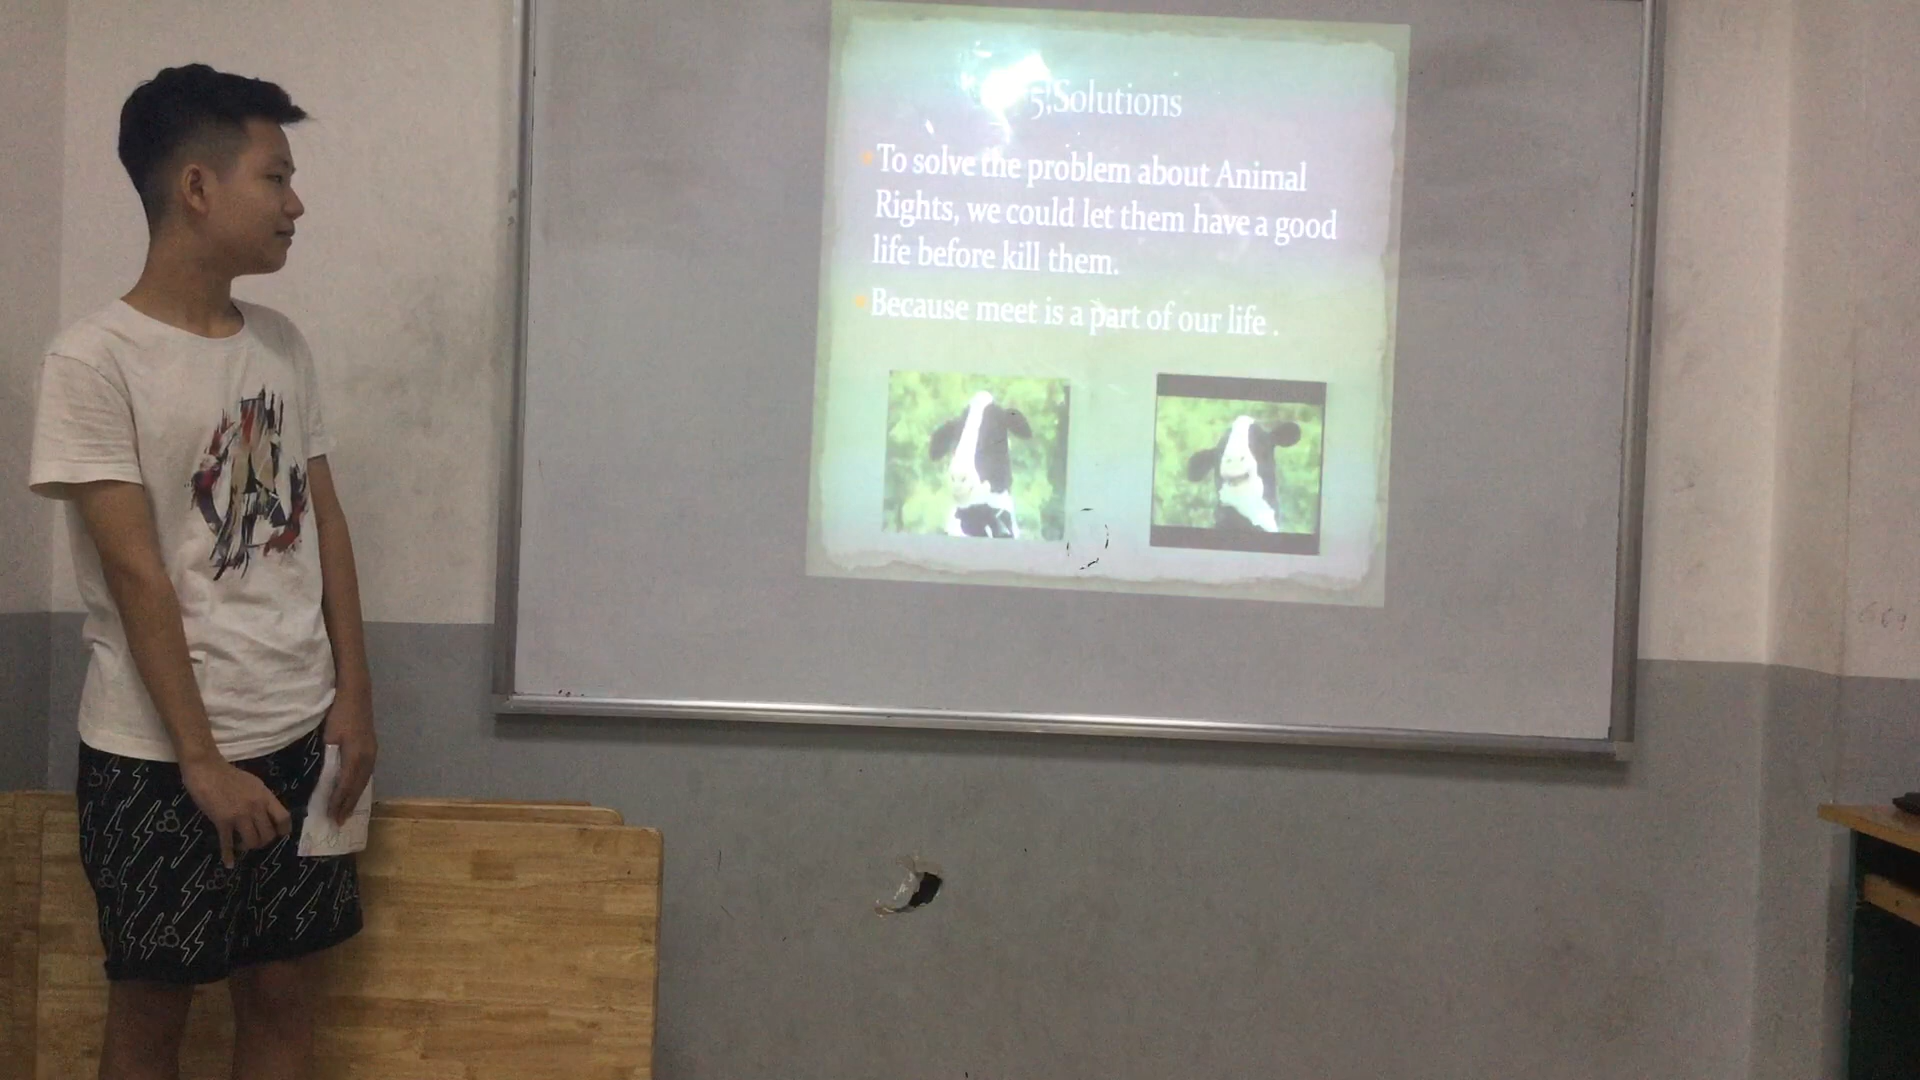 5,Solutions
To solve the problem about Animal
Rights, we could let them have a good
life before kill them.
Because meet is a part of our life .